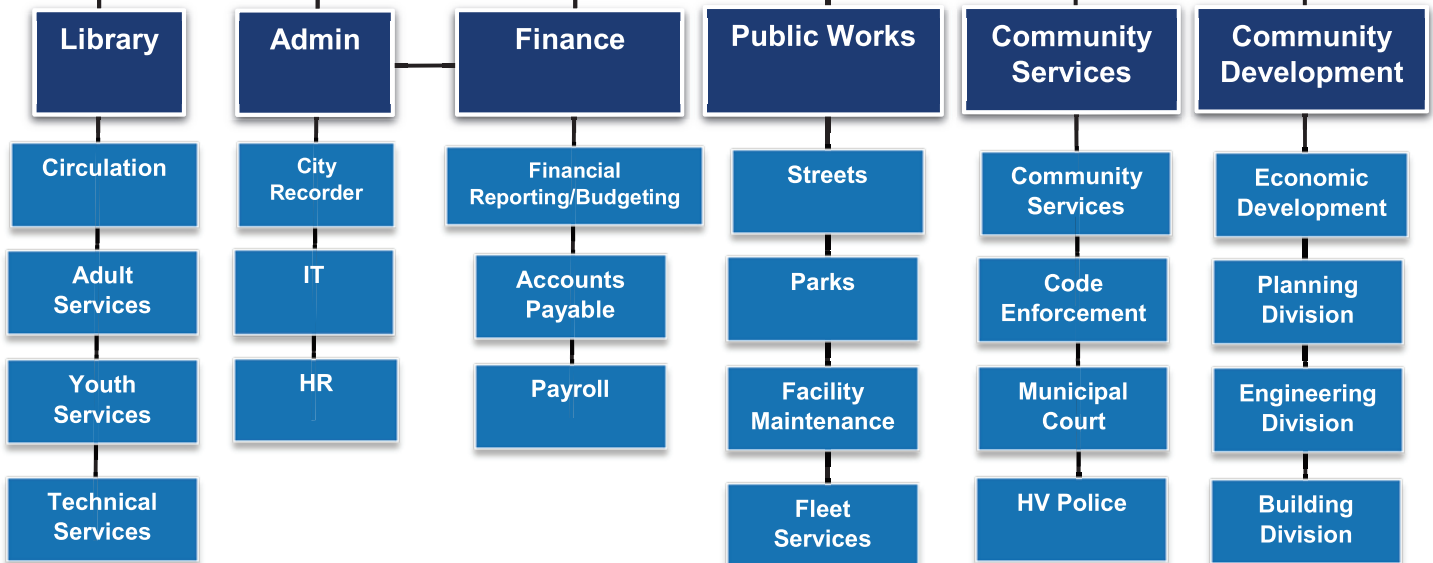 Library
Circulation
Adult
Services
Youth
Services
Technical
Services
Admin
City
Recorder
IT
HR
Finance
Financial
Reporting/Budgeting
Accounts
Payable
Payroll
Public Works
Streets
Parks
Facility
Maintenance
Fleet
Services
Community
Services
Community
Services
Code
Enforcement
Municipal
Court
HV Police
Community
Development
Economic
Development
Planning
Division
Engineering
Division
Building
Division